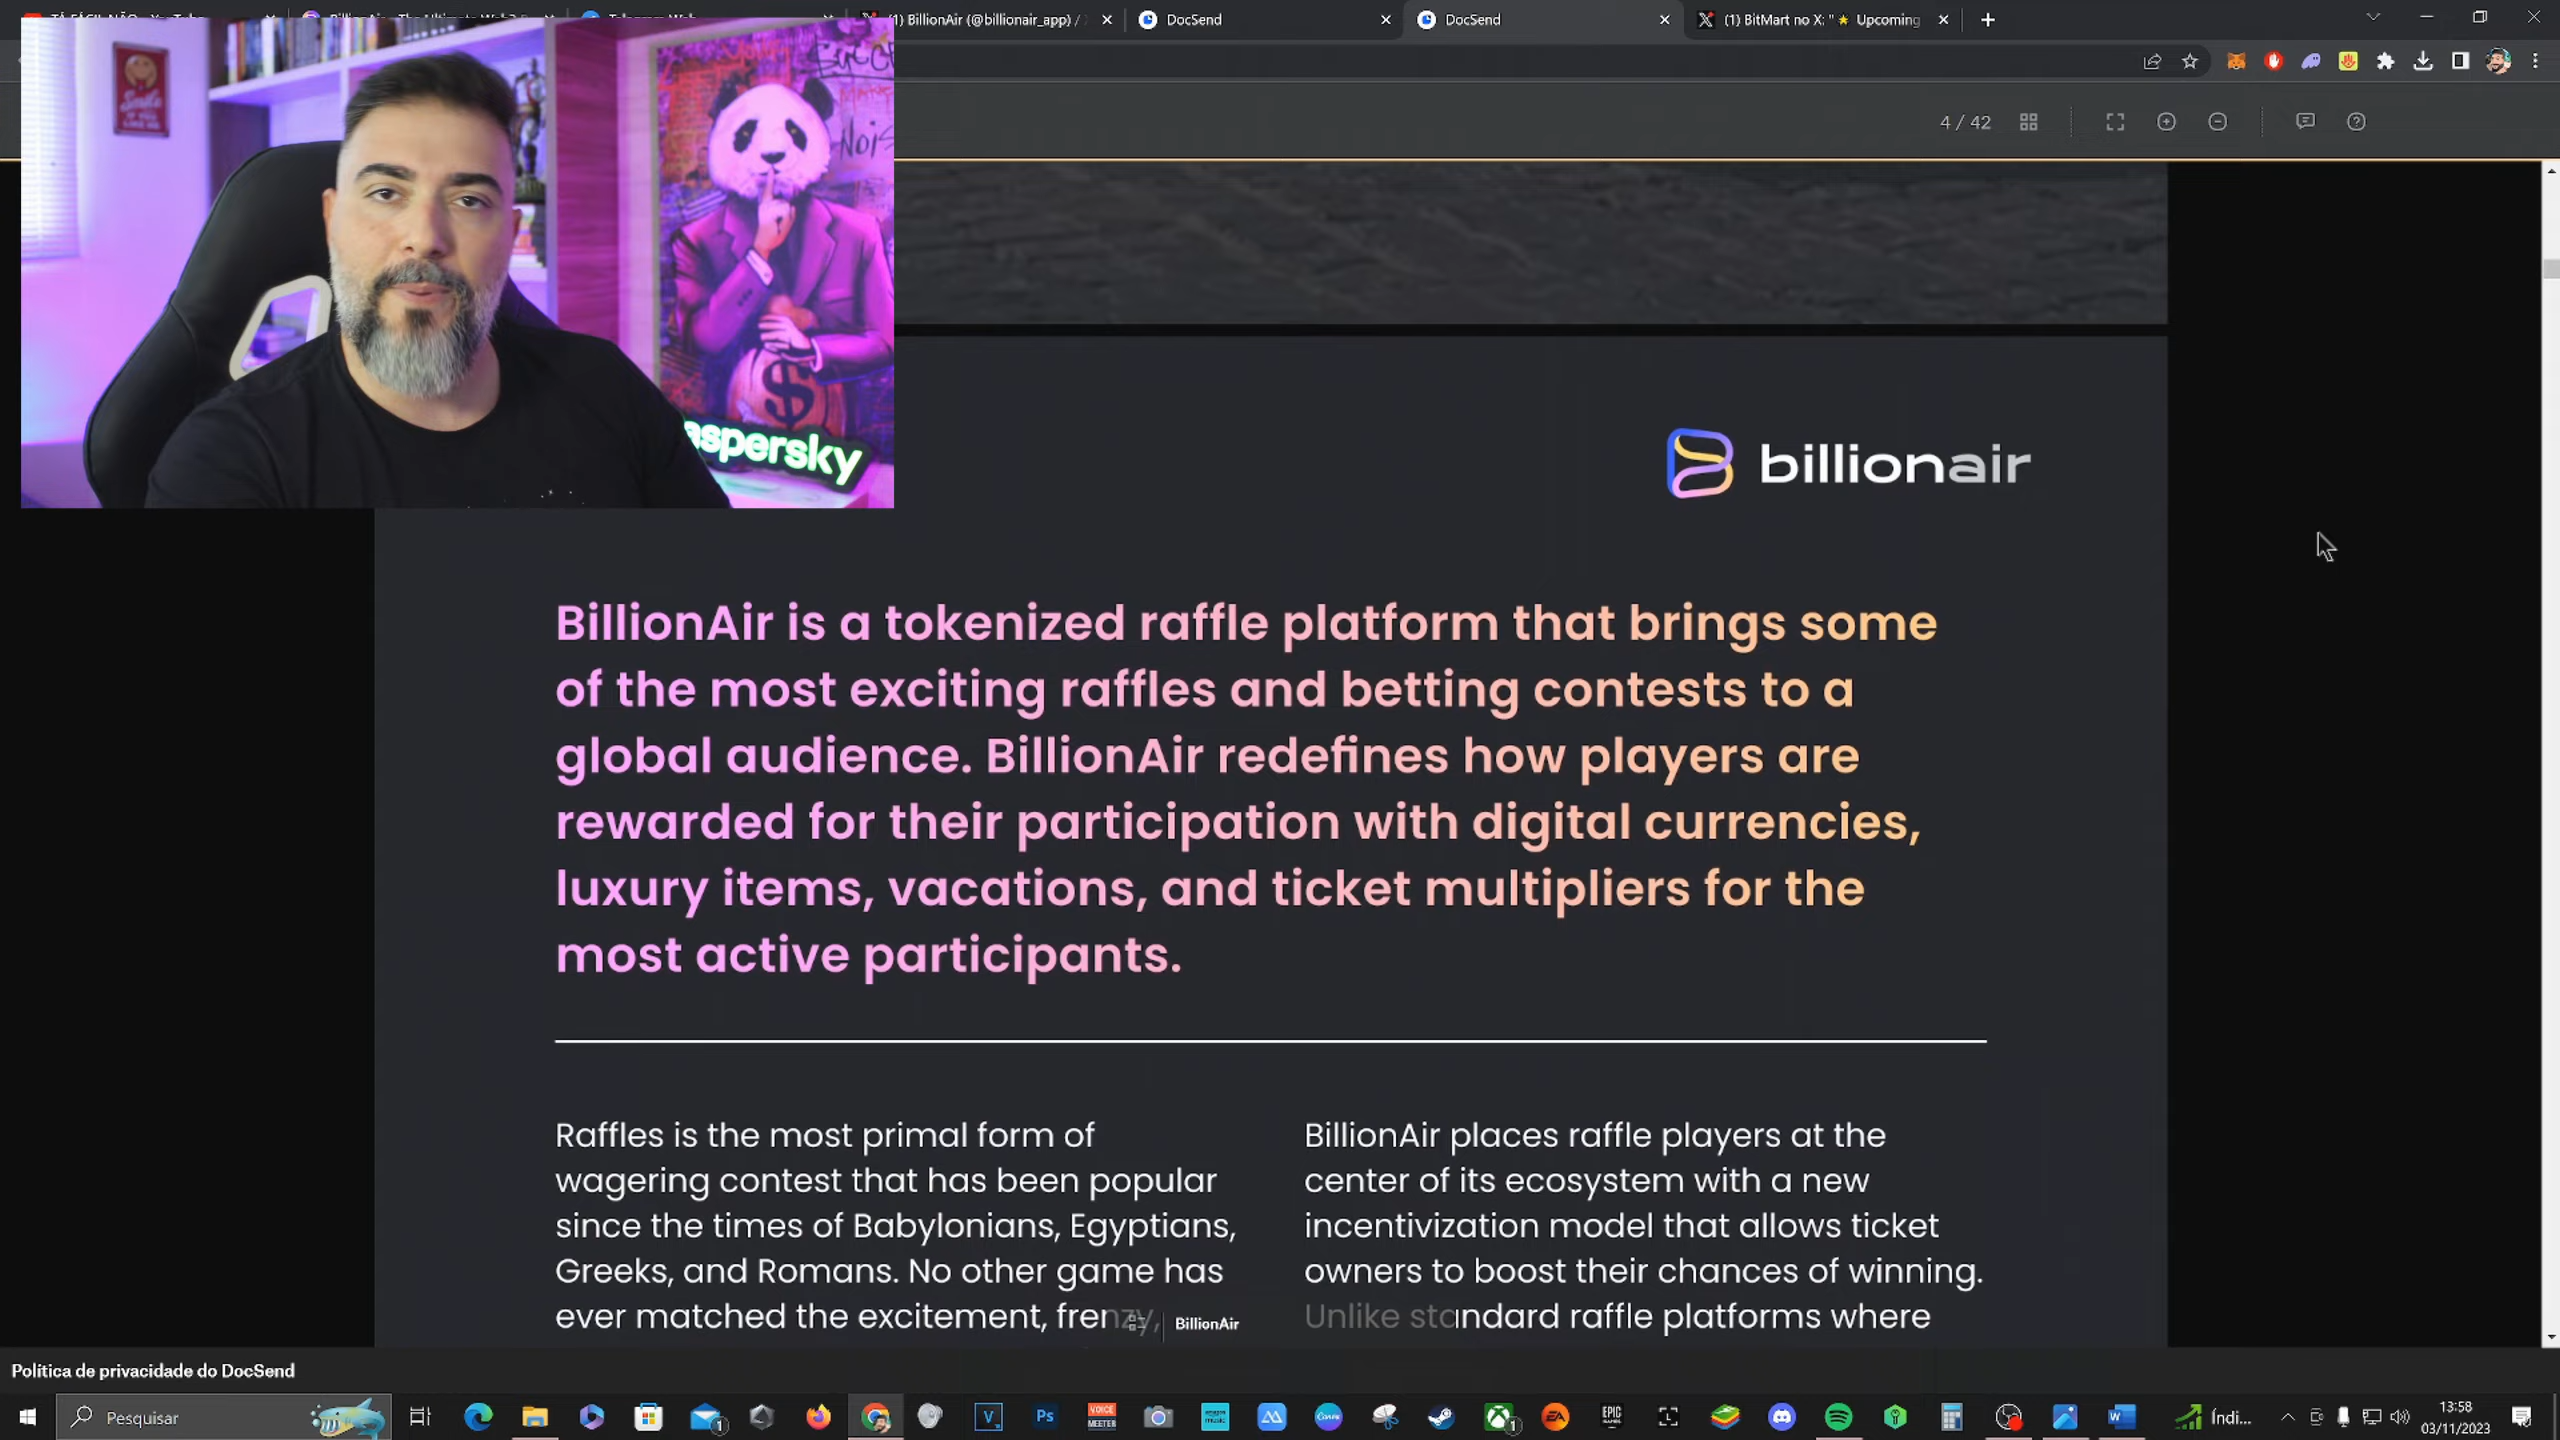 BillionAir (@billionair_app) /
DocSend
DocSend
(1) BitMart no X: "⭐ Upcoming
4 / 42
Smile
aspersky
$
billionair
BillionAir is a tokenized raffle platform that brings some
of the most exciting raffles and betting contests to a
global audience. BillionAir redefines how players are
rewarded for their participation with digital currencies,
luxury items, vacations, and ticket multipliers for the
most active participants.
Raffles is the most primal form of
wagering contest that has been popular
since the times of Babylonians, Egyptians,
Greeks, and Romans. No other game has
ever matched the excitement, frenzy,
BillionAir places raffle players at the
center of its ecosystem with a new
incentivization model that allows ticket
owners to boost their chances of winning.
Unlike standard raffle platforms where
BillionAir
Política de privacidade do DocSend
Pesquisar
Índi...
13:58
03/11/2023